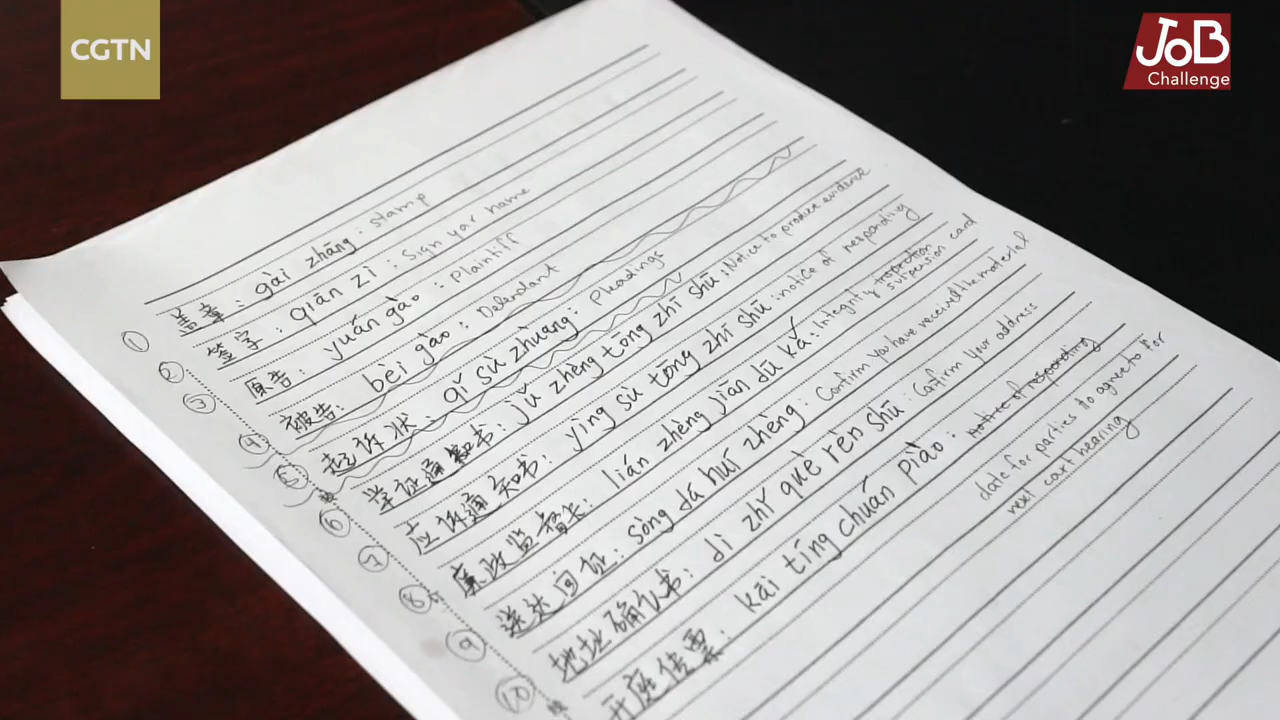 CGTN
JOB
Challenge
① 盖章: gài zhāng: stamp
② 签字: qiān zì: Sign yor name
③ 原告: yuán gào: Plaintiff
④ 被告: bèi gào: Defendant
⑤ 起诉状: qǐ sù zhuàng: Pleadings
⑥ 举证通知书: jǔ zhèng tōng zhī shū: Notice to produce evidence
⑦ 应诉通知书: yìng sù tōng zhī shū: notice of responding
⑧ 廉政监督卡: lián zhèng jiān dū kǎ: Integrity supension card
⑨ 送达回证: sòng dá huí zhèng: Confirm you have received the material
⑩ 地址确认书: dì zhǐ què rèn shū: Confirm your address
开庭传票: kāi tíng chuán piào: Notice of responding
date for parties to agree to for
next cort hearing